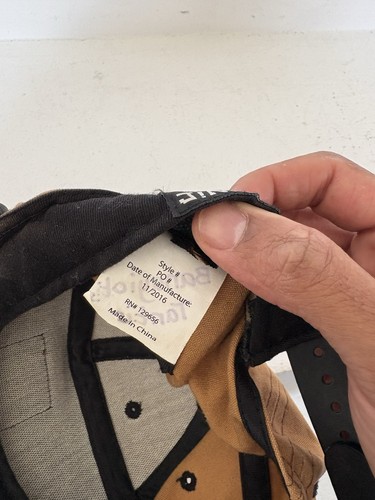 Style #
PO #
Date of Manufacture:
11/2016
RN# 129656
Made in China